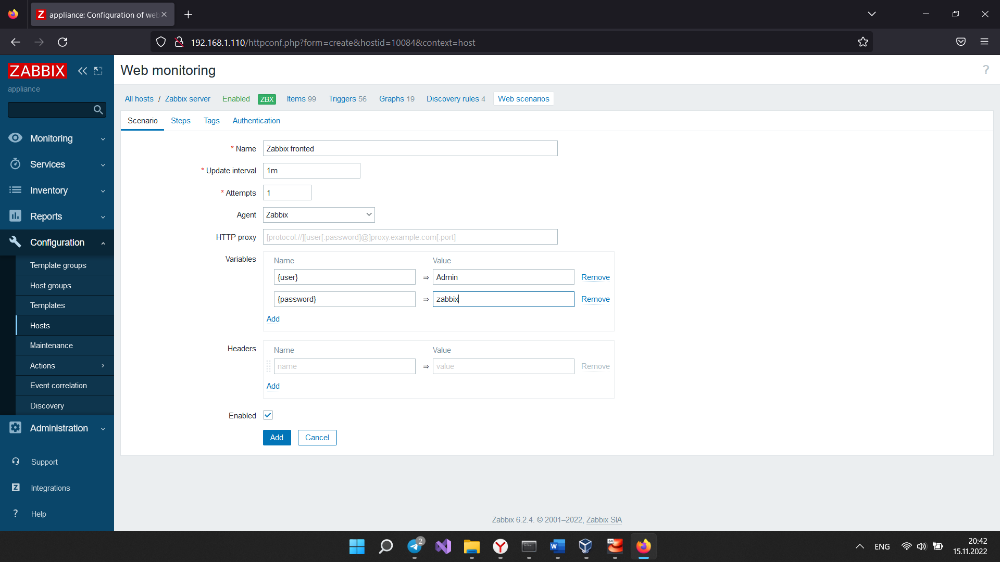 appliance: Configuration of web
192.168.1.110/httpconf.php?form=create&hostid=10084&context=host
ZABBIX
appliance
Monitoring
Services
Inventory
Reports
Configuration
Template groups
Host groups
Templates
Hosts
Maintenance
Actions
Event correlation
Discovery
Administration
Support
Integrations
Help
Web monitoring
?
All hosts / Zabbix server Enabled ZBX Items 99 Triggers 56 Graphs 19 Discovery rules 4 Web scenarios
Scenario Steps Tags Authentication
* Name Zabbix fronted
* Update interval 1m
* Attempts 1
Agent Zabbix
HTTP proxy [protocol://][user[:password]@]proxy.example.com[:port]
Variables Name Value
{user} ⇒ Admin Remove
{password} ⇒ zabbix Remove
Add
Headers Name Value
name ⇒ value Remove
Add
Enabled
Add Cancel
Zabbix 6.2.4. © 2001–2022, Zabbix SIA
2
64
ENG
20:42
15.11.2022